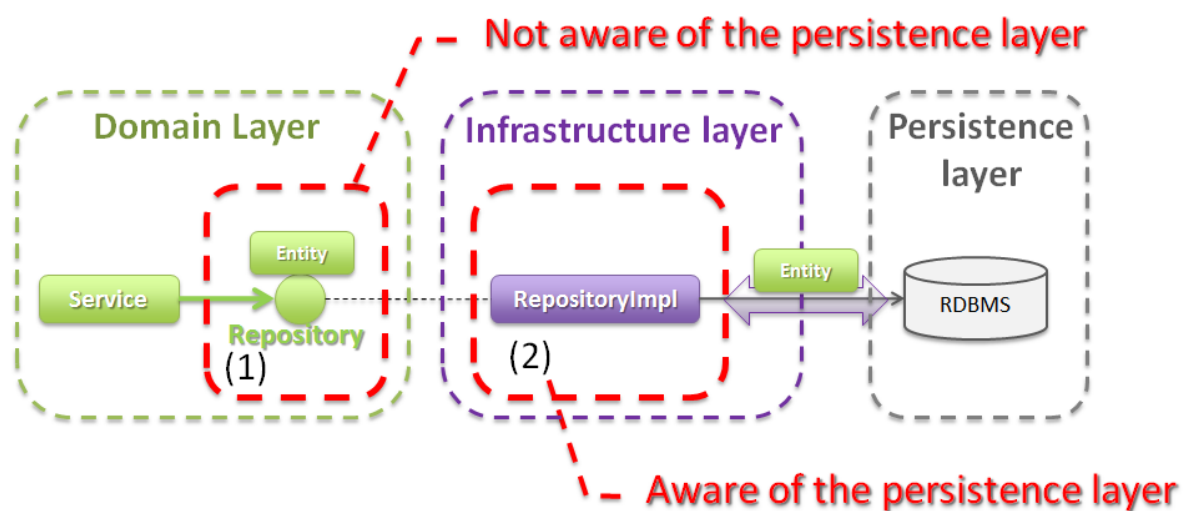 Not aware of the persistence layer
Domain Layer
Infrastructure layer
Persistence
layer
Entity
Service
Repository
(1)
RepositoryImpl
(2)
Entity
RDBMS
Aware of the persistence layer